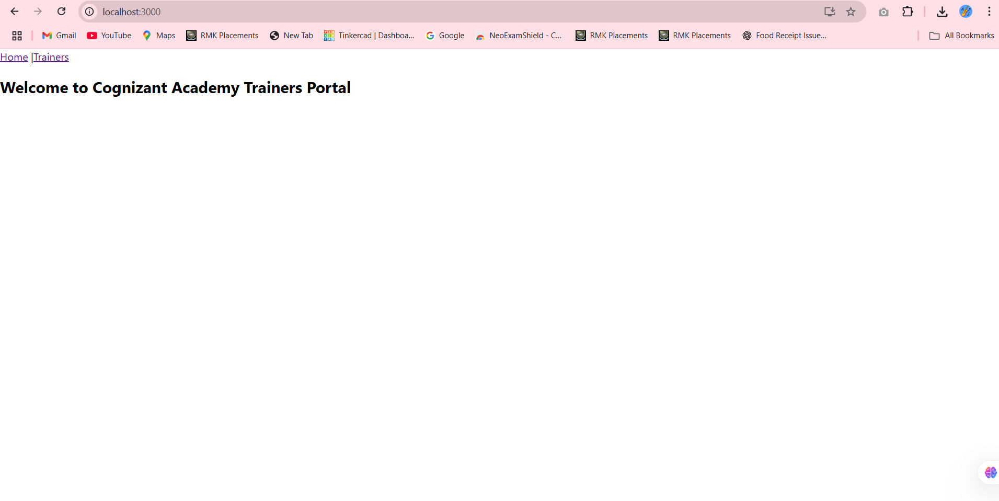 localhost:3000
Gmail YouTube Maps RMK Placements New Tab Tinkercad | Dashboa... Google NeoExamShield - C... RMK Placements RMK Placements Food Receipt Issue... All Bookmarks
Home |Trainers
Welcome to Cognizant Academy Trainers Portal